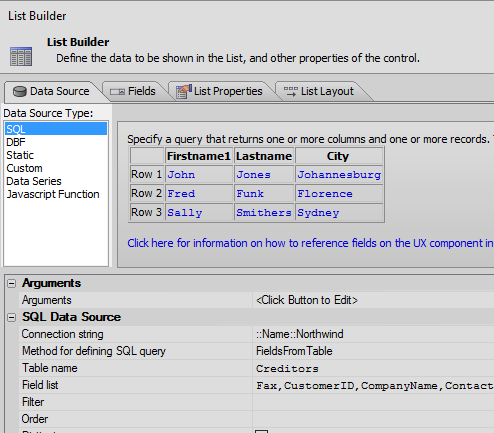 List Builder
List Builder
Define the data to be shown in the List, and other properties of the control.
Data Source Fields List Properties List Layout
Data Source Type:
SQL
DBF
Static
Custom
Data Series
Javascript Function
Specify a query that returns one or more columns and one or more records.
Firstname1 Lastname City
Row 1 John Jones Johannesburg
Row 2 Fred Funk Florence
Row 3 Sally Smithers Sydney
Click here for information on how to reference fields on the UX component in
Arguments
Arguments <Click Button to Edit>
SQL Data Source
Connection string ::Name::Northwind
Method for defining SQL query FieldsFromTable
Table name Creditors
Field list Fax,CustomerID,CompanyName,Contact
Filter
Order